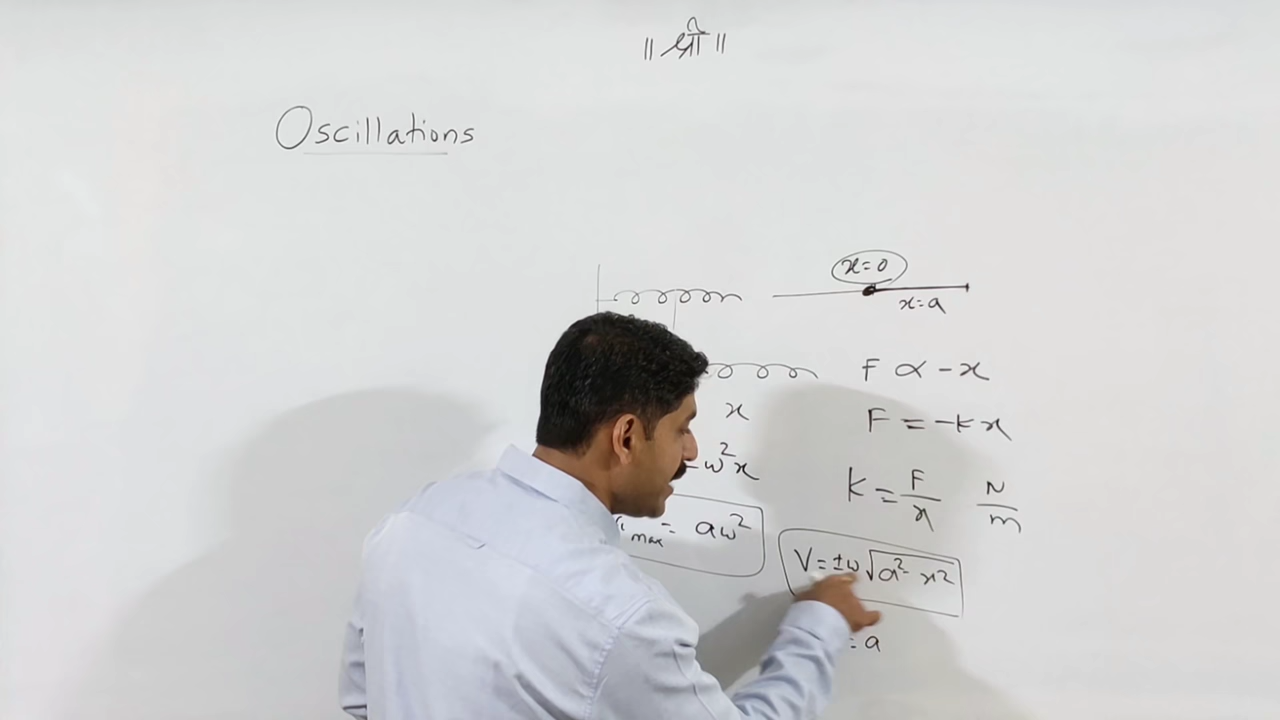 ॥ श्री ॥
Oscillations
x=0
x=a
F ∝ -x
x
F = -kx
-ω²x
K = F/x N/m
max = aω²
V = ±ω√(a² - x²)
= a